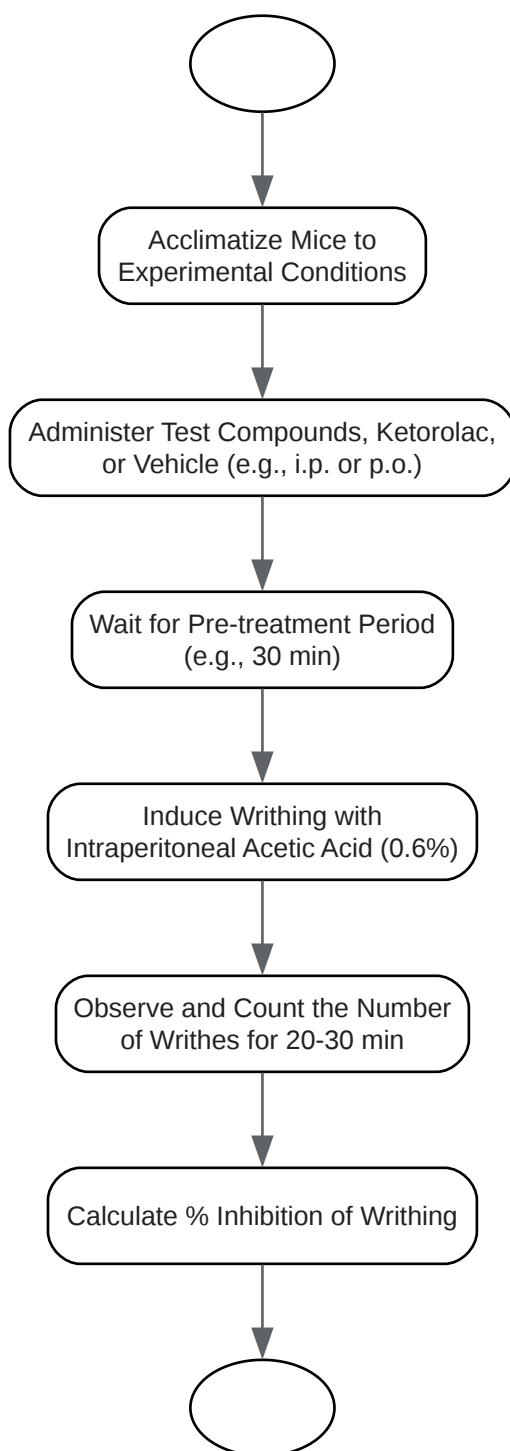 Acclimatize Mice to
Experimental Conditions
Administer Test Compounds, Ketorolac,
or Vehicle (e.g., i.p. or p.o.)
Wait for Pre-treatment Period
(e.g., 30 min)
Induce Writhing with
Intraperitoneal Acetic Acid (0.6%)
Observe and Count the Number
of Writhes for 20-30 min
Calculate % Inhibition of Writhing